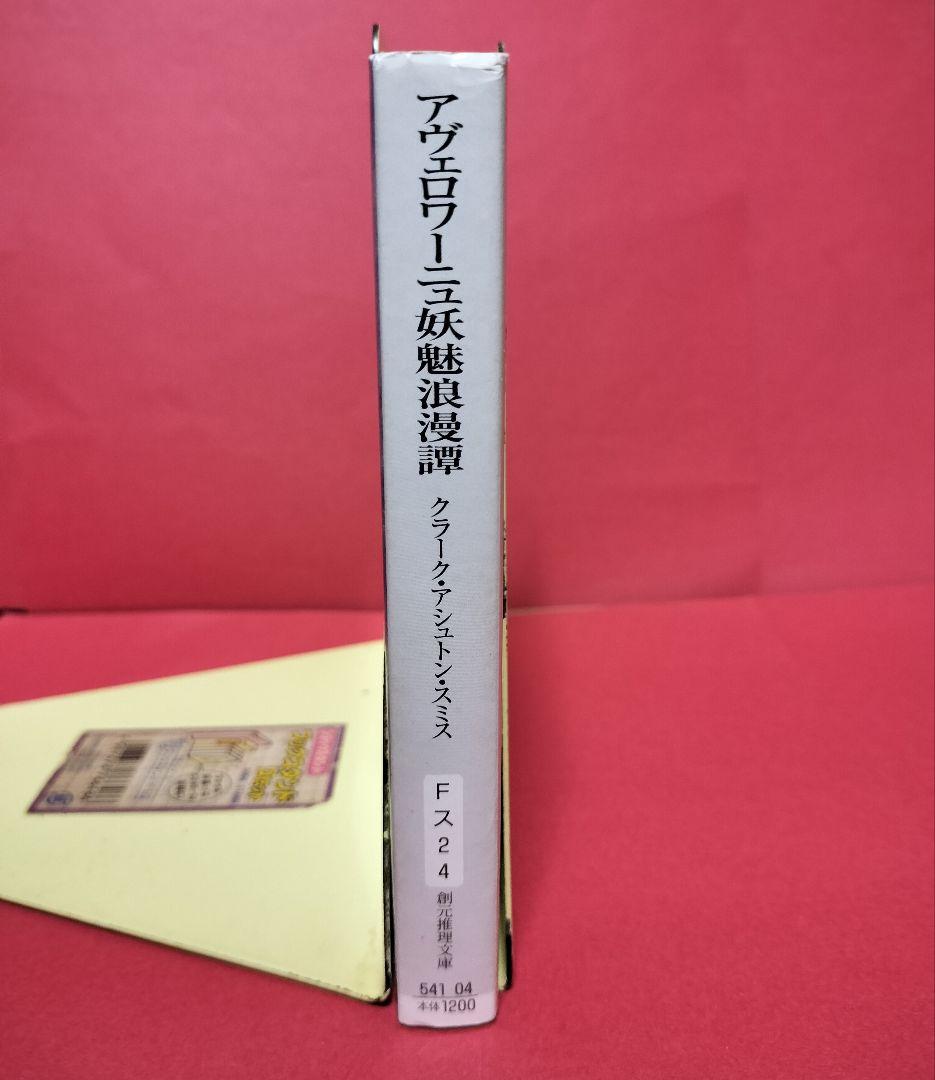 アヴェロワーニュ妖魅浪漫譚
クラーク・アシュトン・スミス
Fス24
創元推理文庫
541 04
本体1200